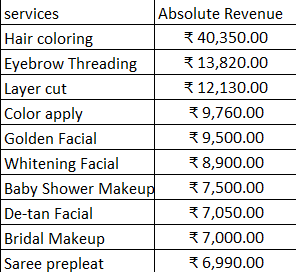 services Absolute Revenue
Hair coloring ₹ 40,350.00
Eyebrow Threading ₹ 13,820.00
Layer cut ₹ 12,130.00
Color apply ₹ 9,760.00
Golden Facial ₹ 9,500.00
Whitening Facial ₹ 8,900.00
Baby Shower Makeup ₹ 7,500.00
De-tan Facial ₹ 7,050.00
Bridal Makeup ₹ 7,000.00
Saree prepleat ₹ 6,990.00